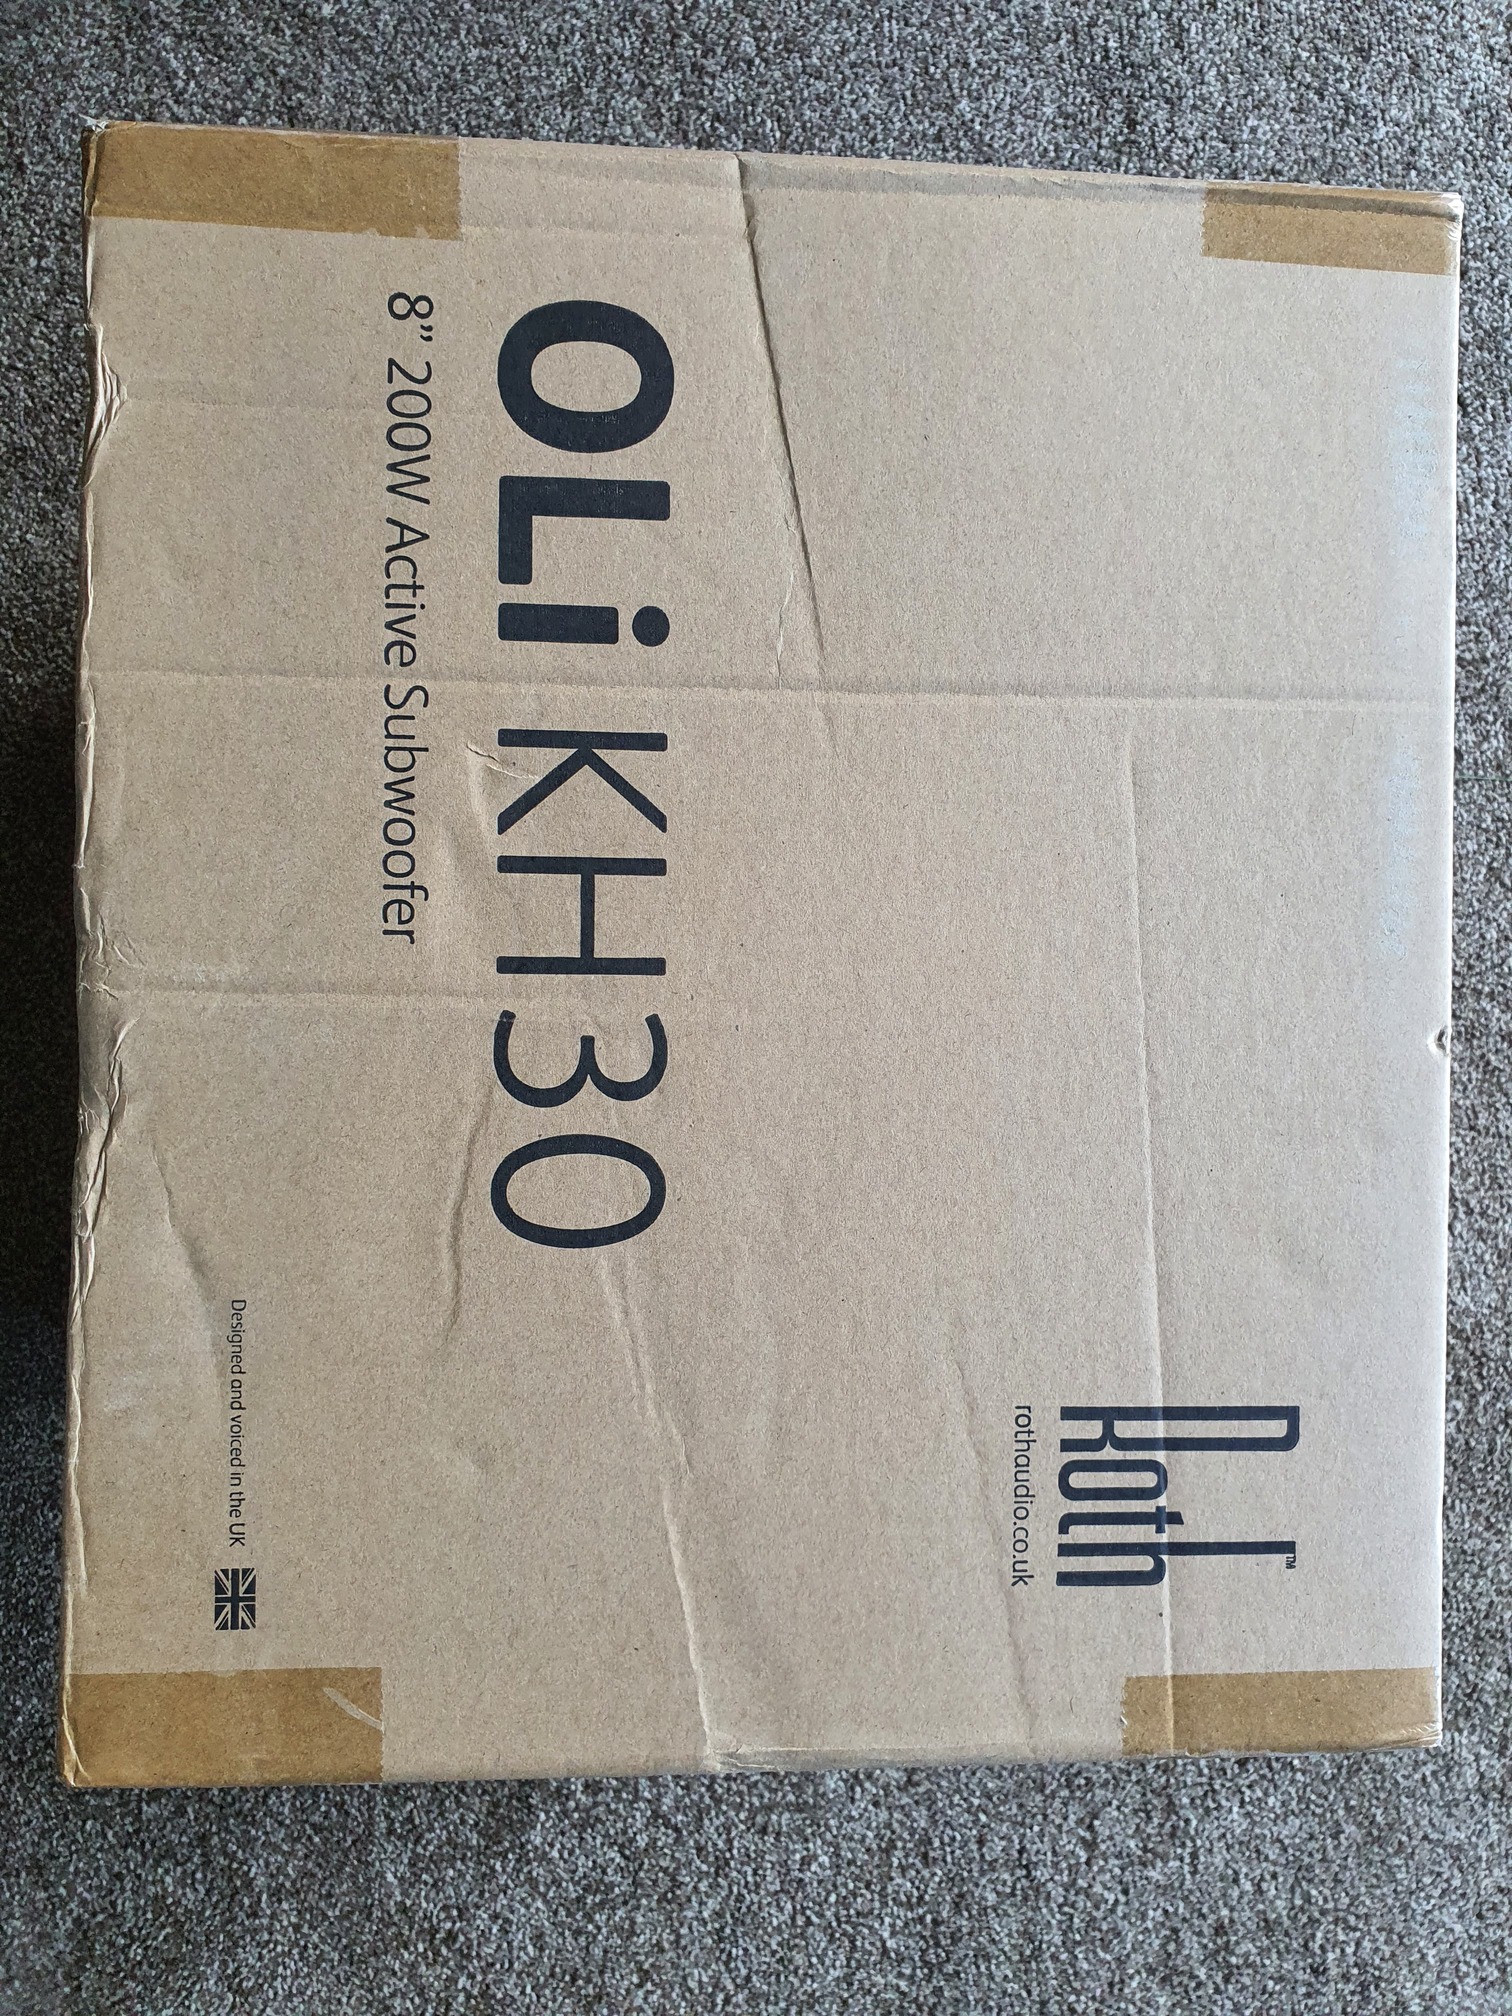 Roth™
rothaudio.co.uk
OLi KH30
8” 200W Active Subwoofer
Designed and voiced in the UK